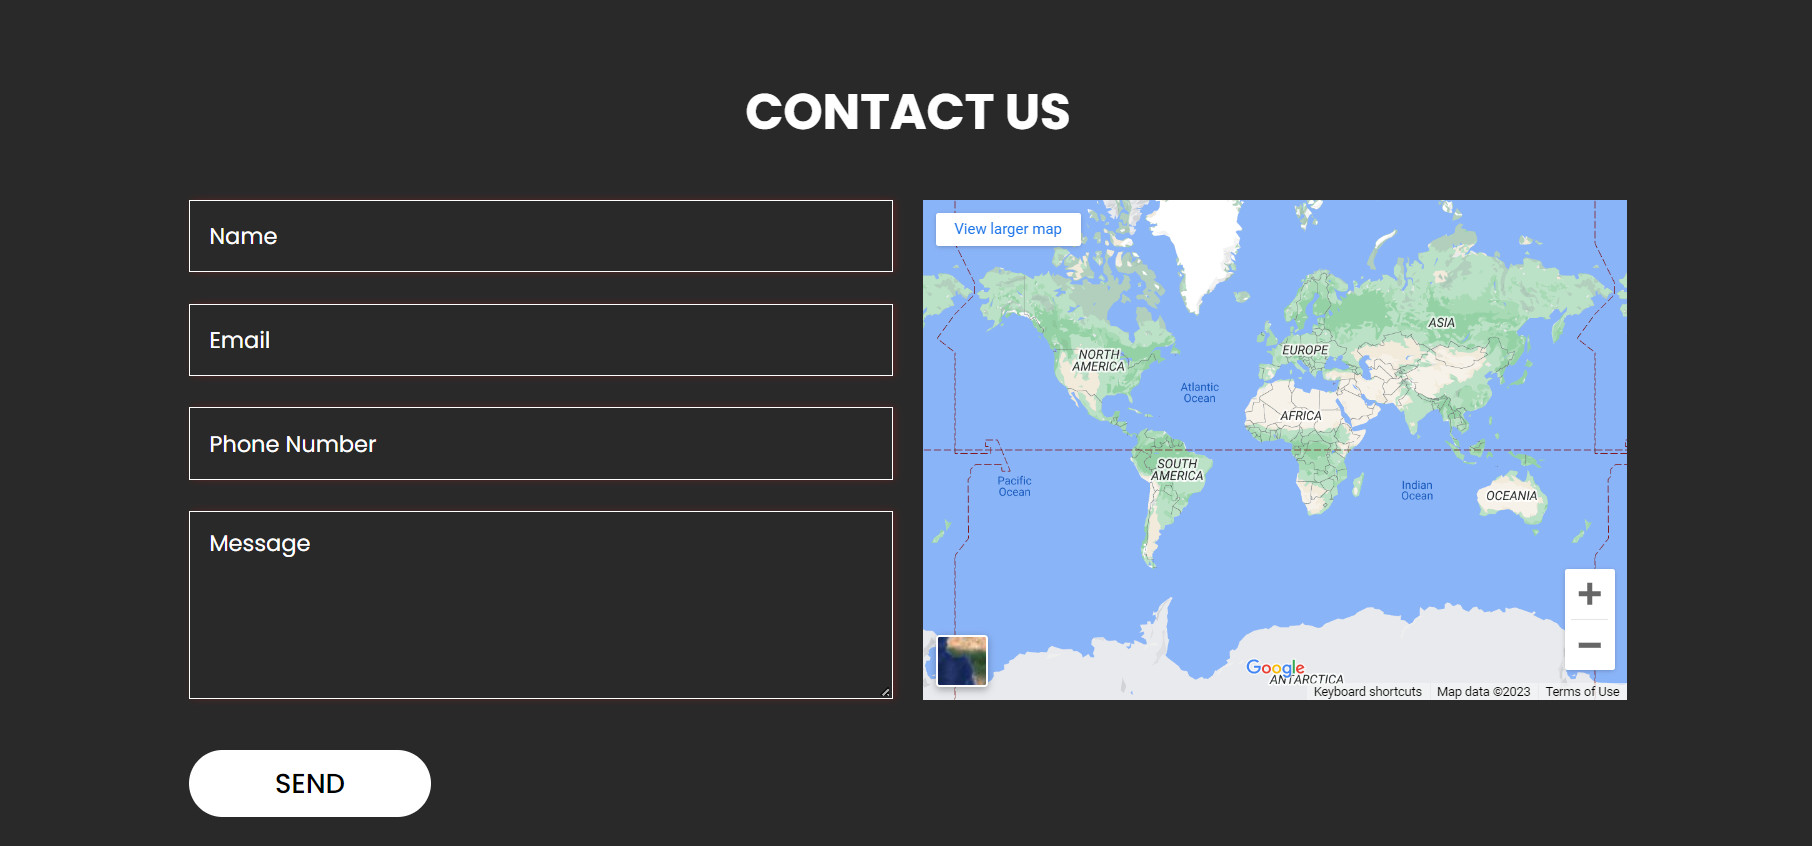 CONTACT US
Name
Email
Phone Number
Message
SEND
View larger map
ASIA
EUROPE
NORTH
AMERICA
Atlantic
Ocean
AFRICA
SOUTH
AMERICA
Pacific
Ocean
Indian
Ocean
OCEANIA
Google
ANTARCTICA
Keyboard shortcuts
Map data ©2023
Terms of Use